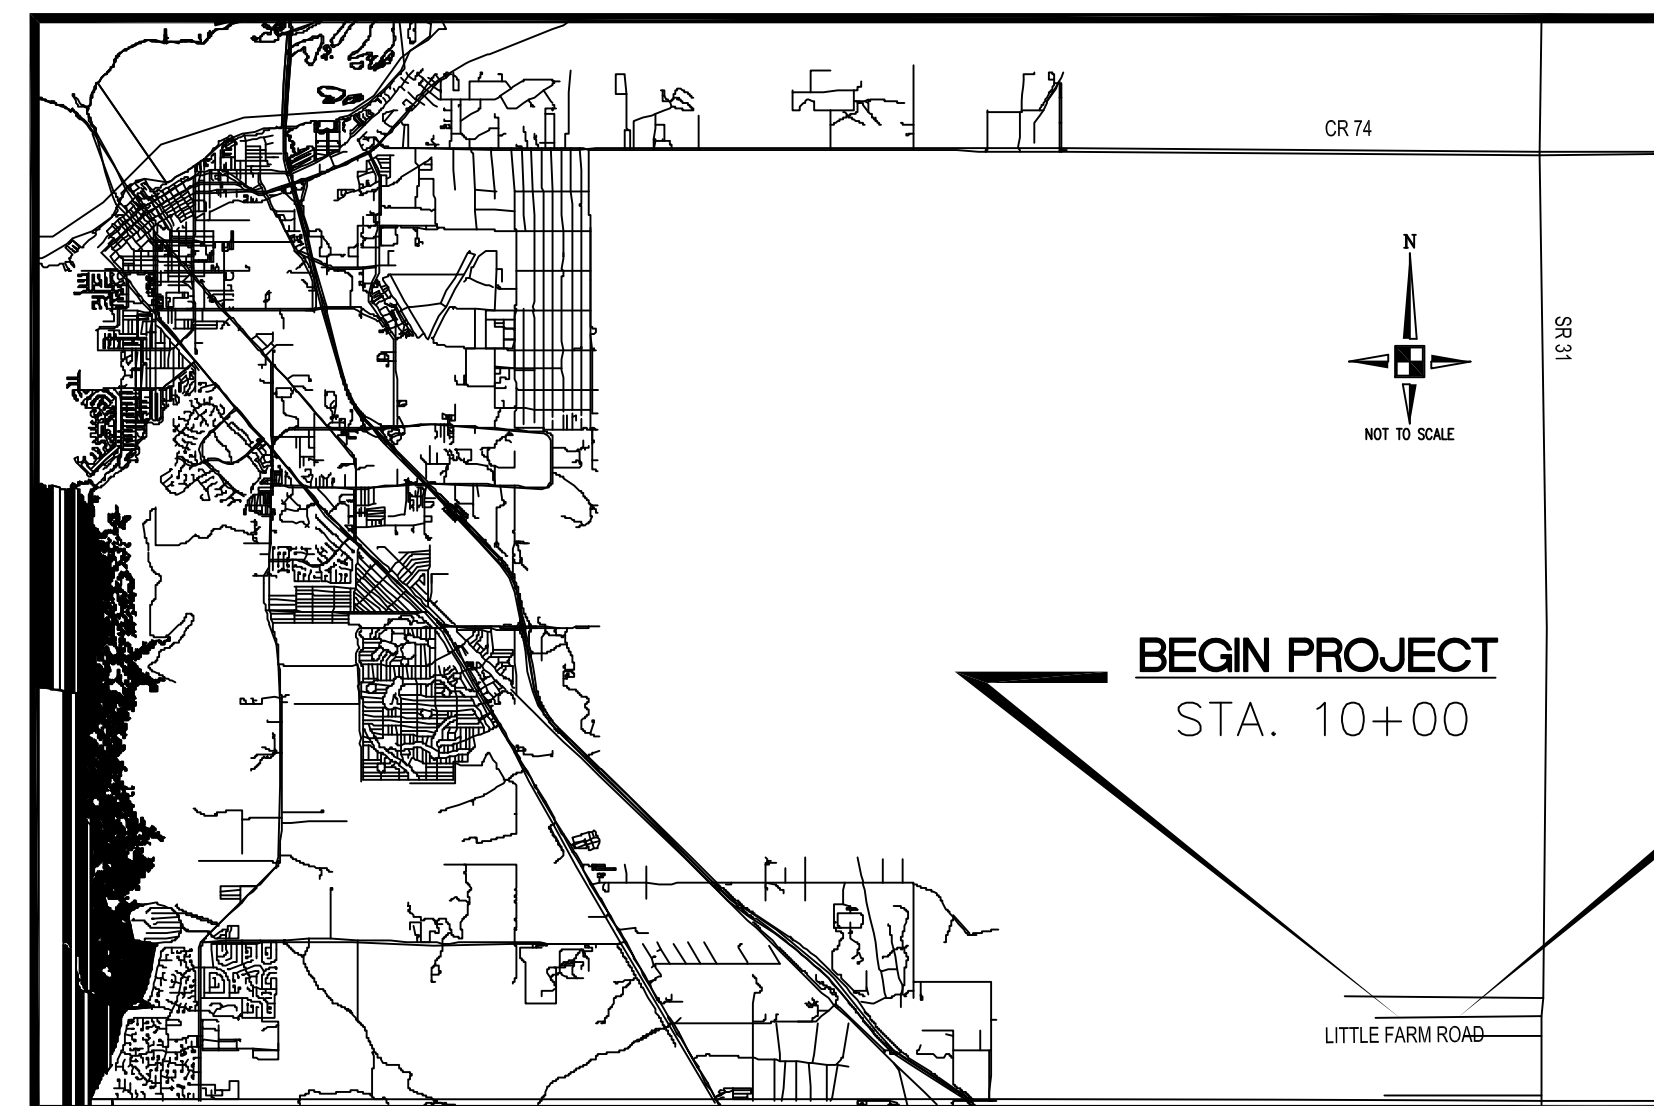 CR 74
N
SR 31
NOT TO SCALE
BEGIN PROJECT
STA. 10+00
LITTLE FARM ROAD